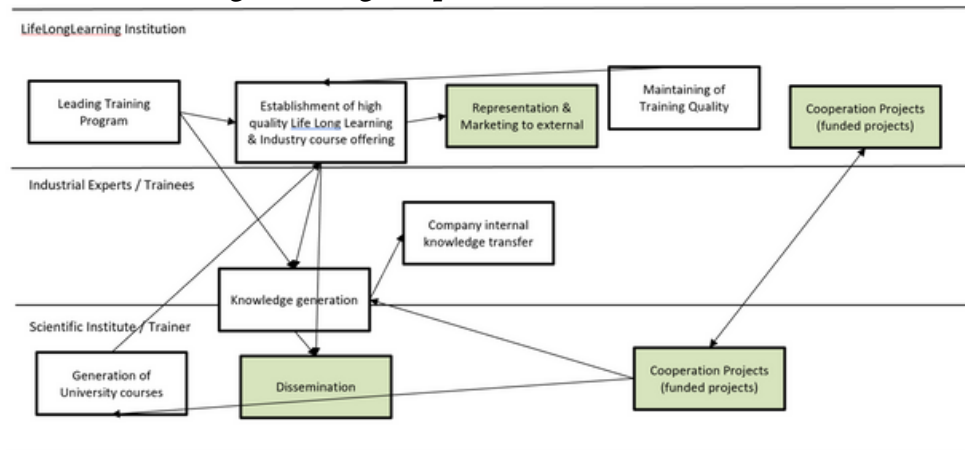 LifeLongLearning Institution
Leading Training
Program
Establishment of high
quality Life Long Learning
& Industry course offering
Representation &
Marketing to external
Maintaining of
Training Quality
Cooperation Projects
(funded projects)
Industrial Experts / Trainees
Company internal
knowledge transfer
Knowledge generation
Scientific Institute / Trainer
Generation of
University courses
Dissemination
Cooperation Projects
(funded projects)